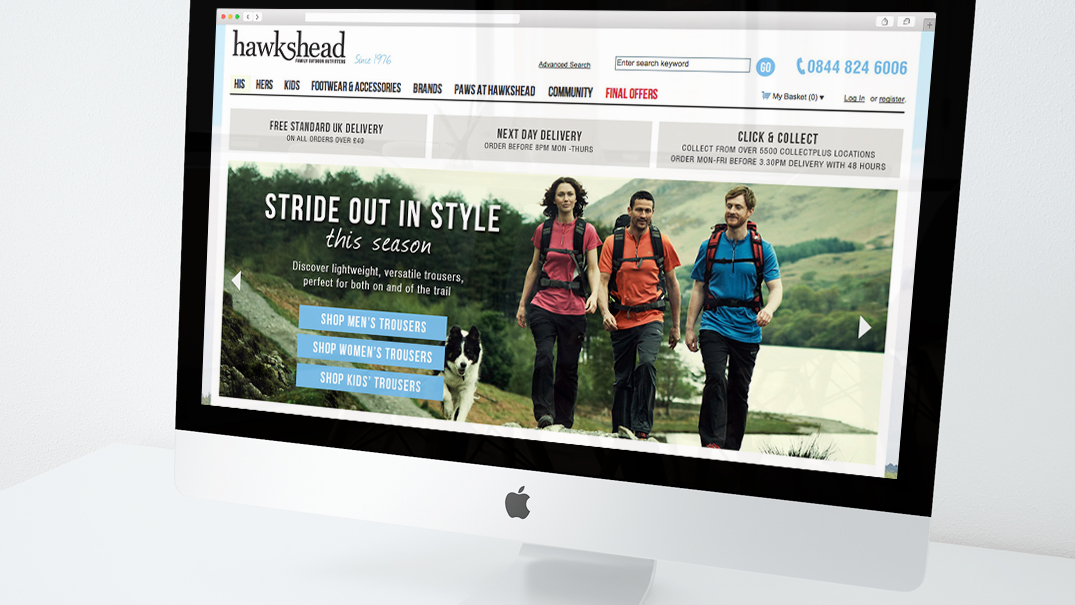 hawkshead
FAMILY OUTDOOR OUTFITTERS
Since 1976
Advanced Search
Enter search keyword
GO
0844 824 6006
HIS HERS KIDS FOOTWEAR & ACCESSORIES BRANDS PAWS AT HAWKSHEAD COMMUNITY FINAL OFFERS
My Basket (0)
Log In or register.
FREE STANDARD UK DELIVERY
ON ALL ORDERS OVER £40
NEXT DAY DELIVERY
ORDER BEFORE 8PM MON -THURS
CLICK & COLLECT
COLLECT FROM OVER 5500 COLLECTPLUS LOCATIONS
ORDER MON-FRI BEFORE 3.30PM DELIVERY WITH 48 HOURS
STRIDE OUT IN STYLE
this season
Discover lightweight, versatile trousers,
perfect for both on and of the trail
SHOP MEN'S TROUSERS
SHOP WOMEN'S TROUSERS
SHOP KIDS' TROUSERS